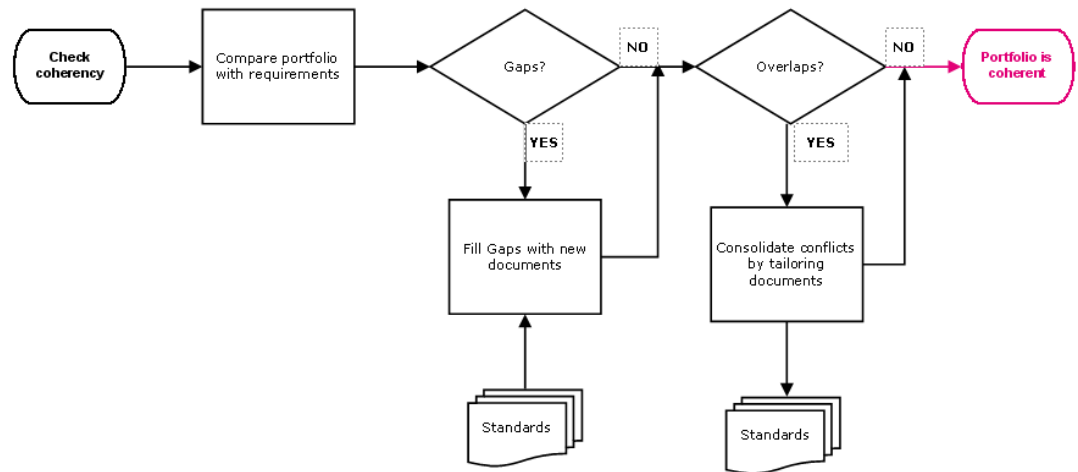 Check
coherency
Compare portfolio
with requirements
Gaps?
NO
YES
Fill Gaps with new
documents
Standards
Overlaps?
NO
YES
Consolidate conflicts
by tailoring
documents
Standards
Portfolio is
coherent